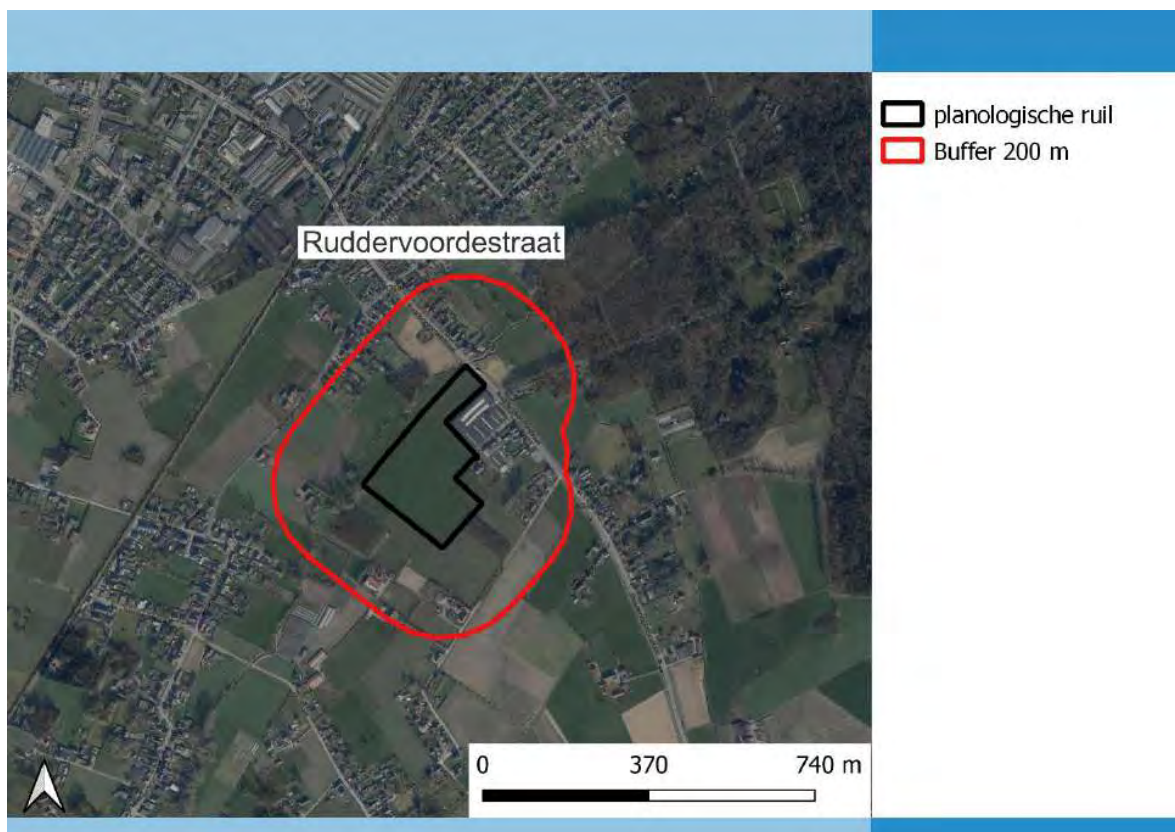 planologische ruil
Buffer 200 m
Ruddervoordestraat
0 370 740 m